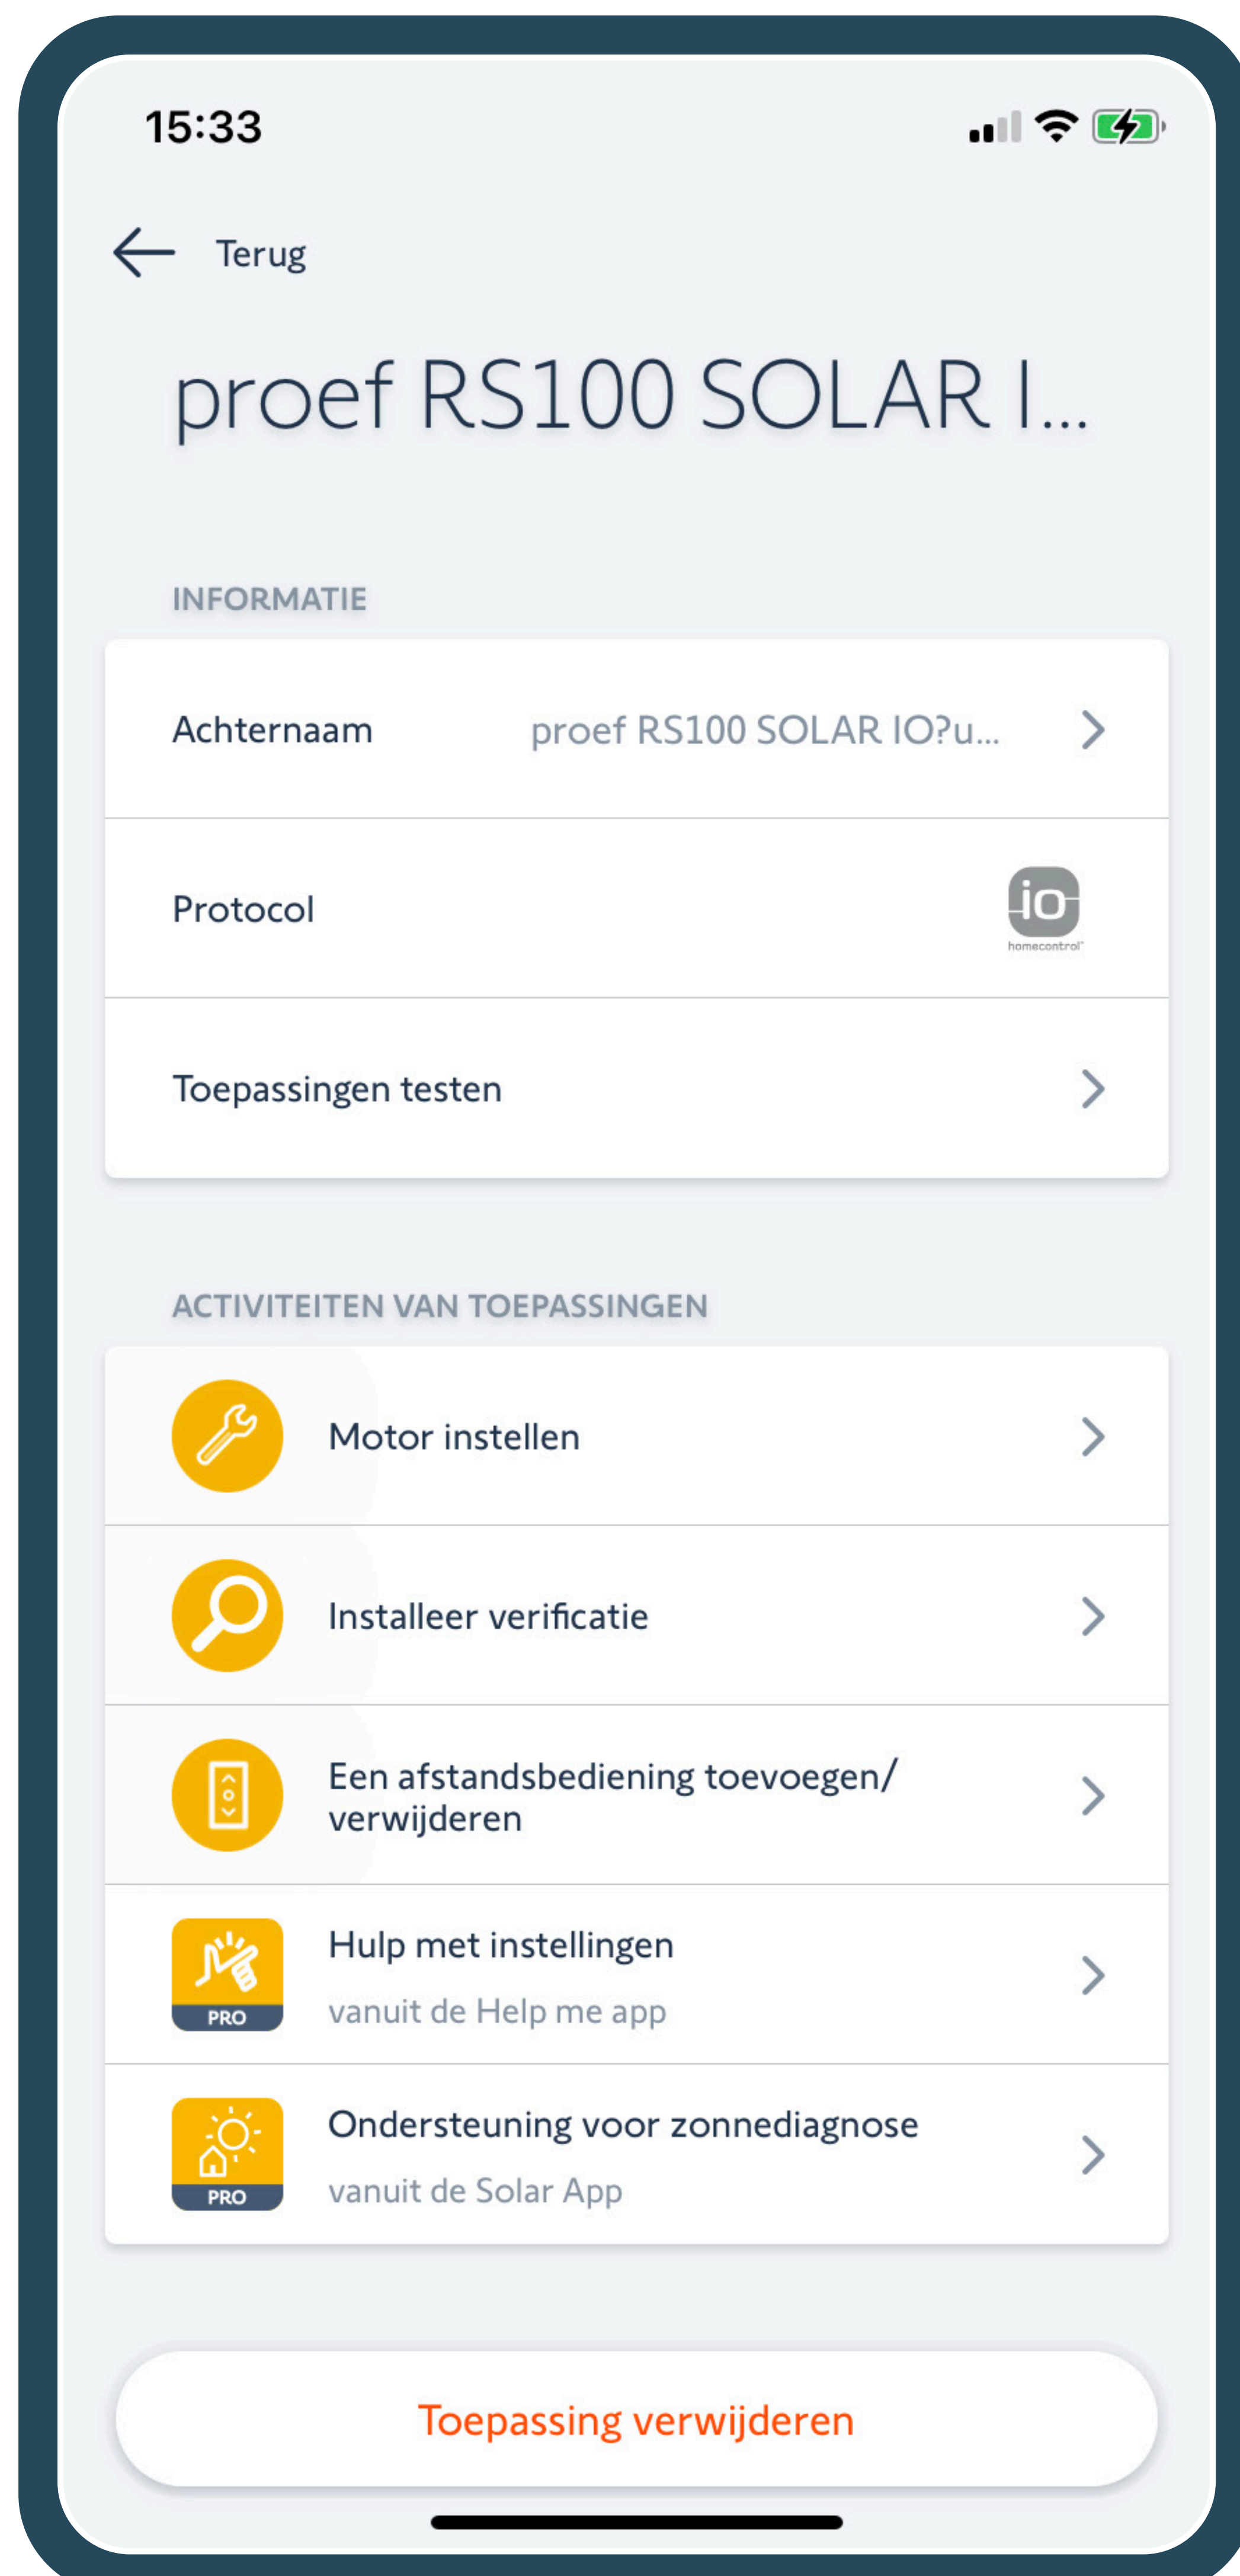 15:33
Terug
proef RS100 SOLAR I...
INFORMATIE
Achternaam proef RS100 SOLAR IO?u...
Protocol io
homecontrol
Toepassingen testen
ACTIVITEITEN VAN TOEPASSINGEN
Motor instellen
Installeer verificatie
Een afstandsbediening toevoegen/
verwijderen
Hulp met instellingen
PRO vanuit de Help me app
Ondersteuning voor zonnediagnose
PRO vanuit de Solar App
Toepassing verwijderen